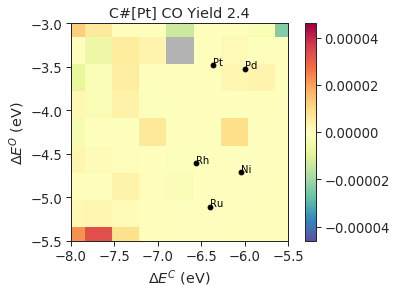 C#[Pt] CO Yield 2.4
−3.0
−3.5
−4.0
−4.5
−5.0
−5.5
ΔE^O (eV)
Pt
Pd
Rh
Ni
Ru
−8.0 −7.5 −7.0 −6.5 −6.0 −5.5
ΔE^C (eV)
0.00004
0.00002
0.00000
−0.00002
−0.00004